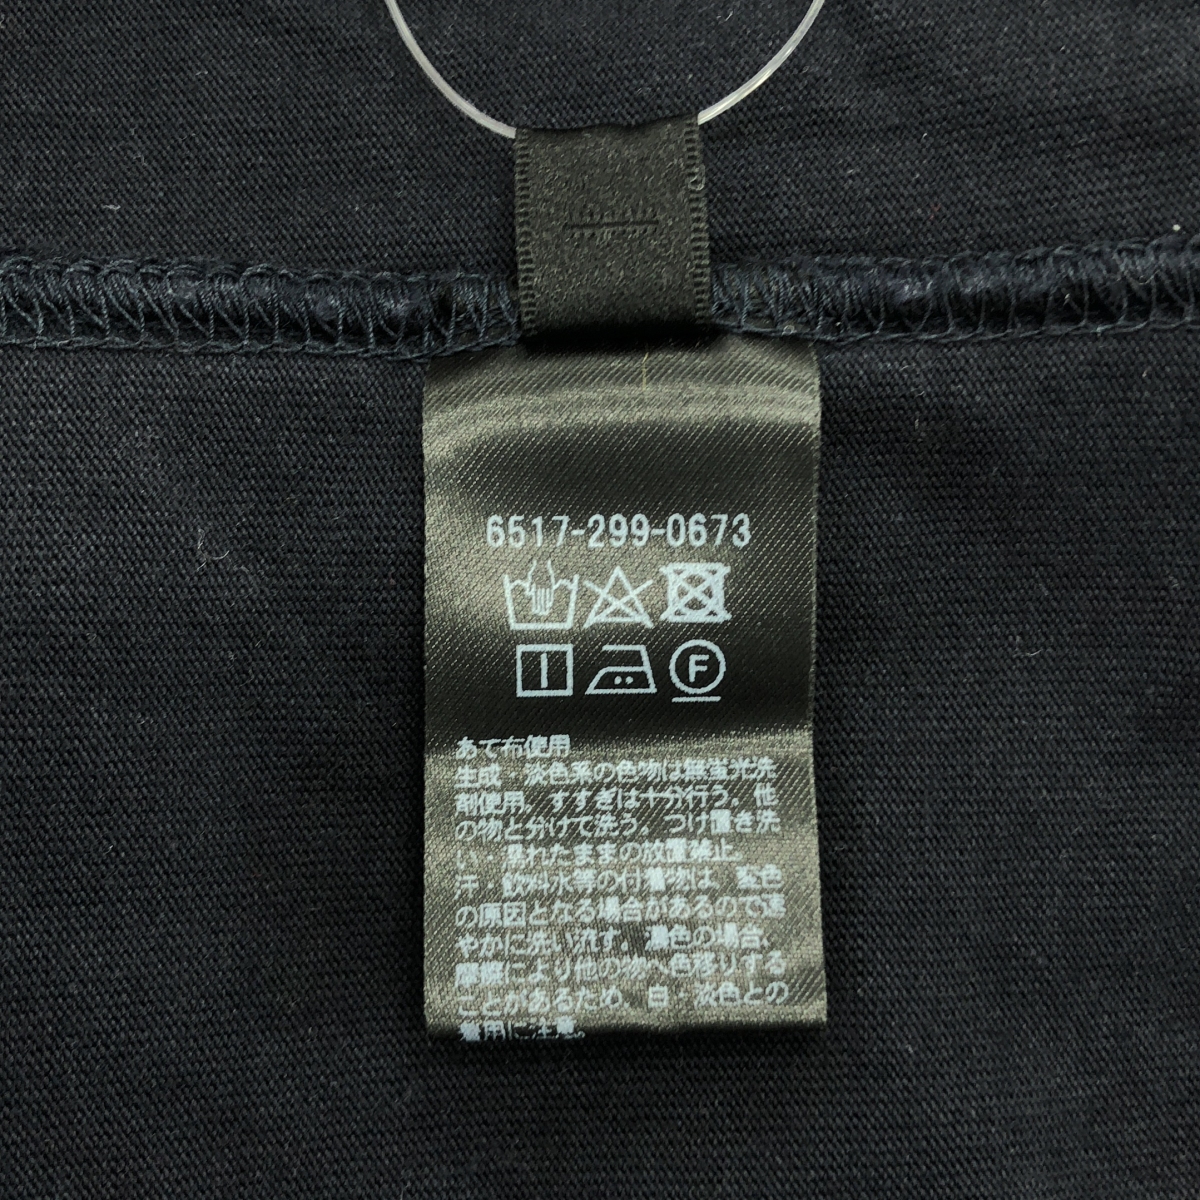 6517-299-0673
F
あて布使用
生成・淡色系の色物は無蛍光洗
剤使用。すすぎは十分行う。他
の物と分けて洗う。つけ置き洗
い・濡れたままの放置禁止
汗・飲料水等の付着物は、変色
の原因となる場合があるので速
やかに洗い流す。濃色の場合、
摩擦により他の物へ色移りする
ことがあるため、白・淡色との
着用に注意。